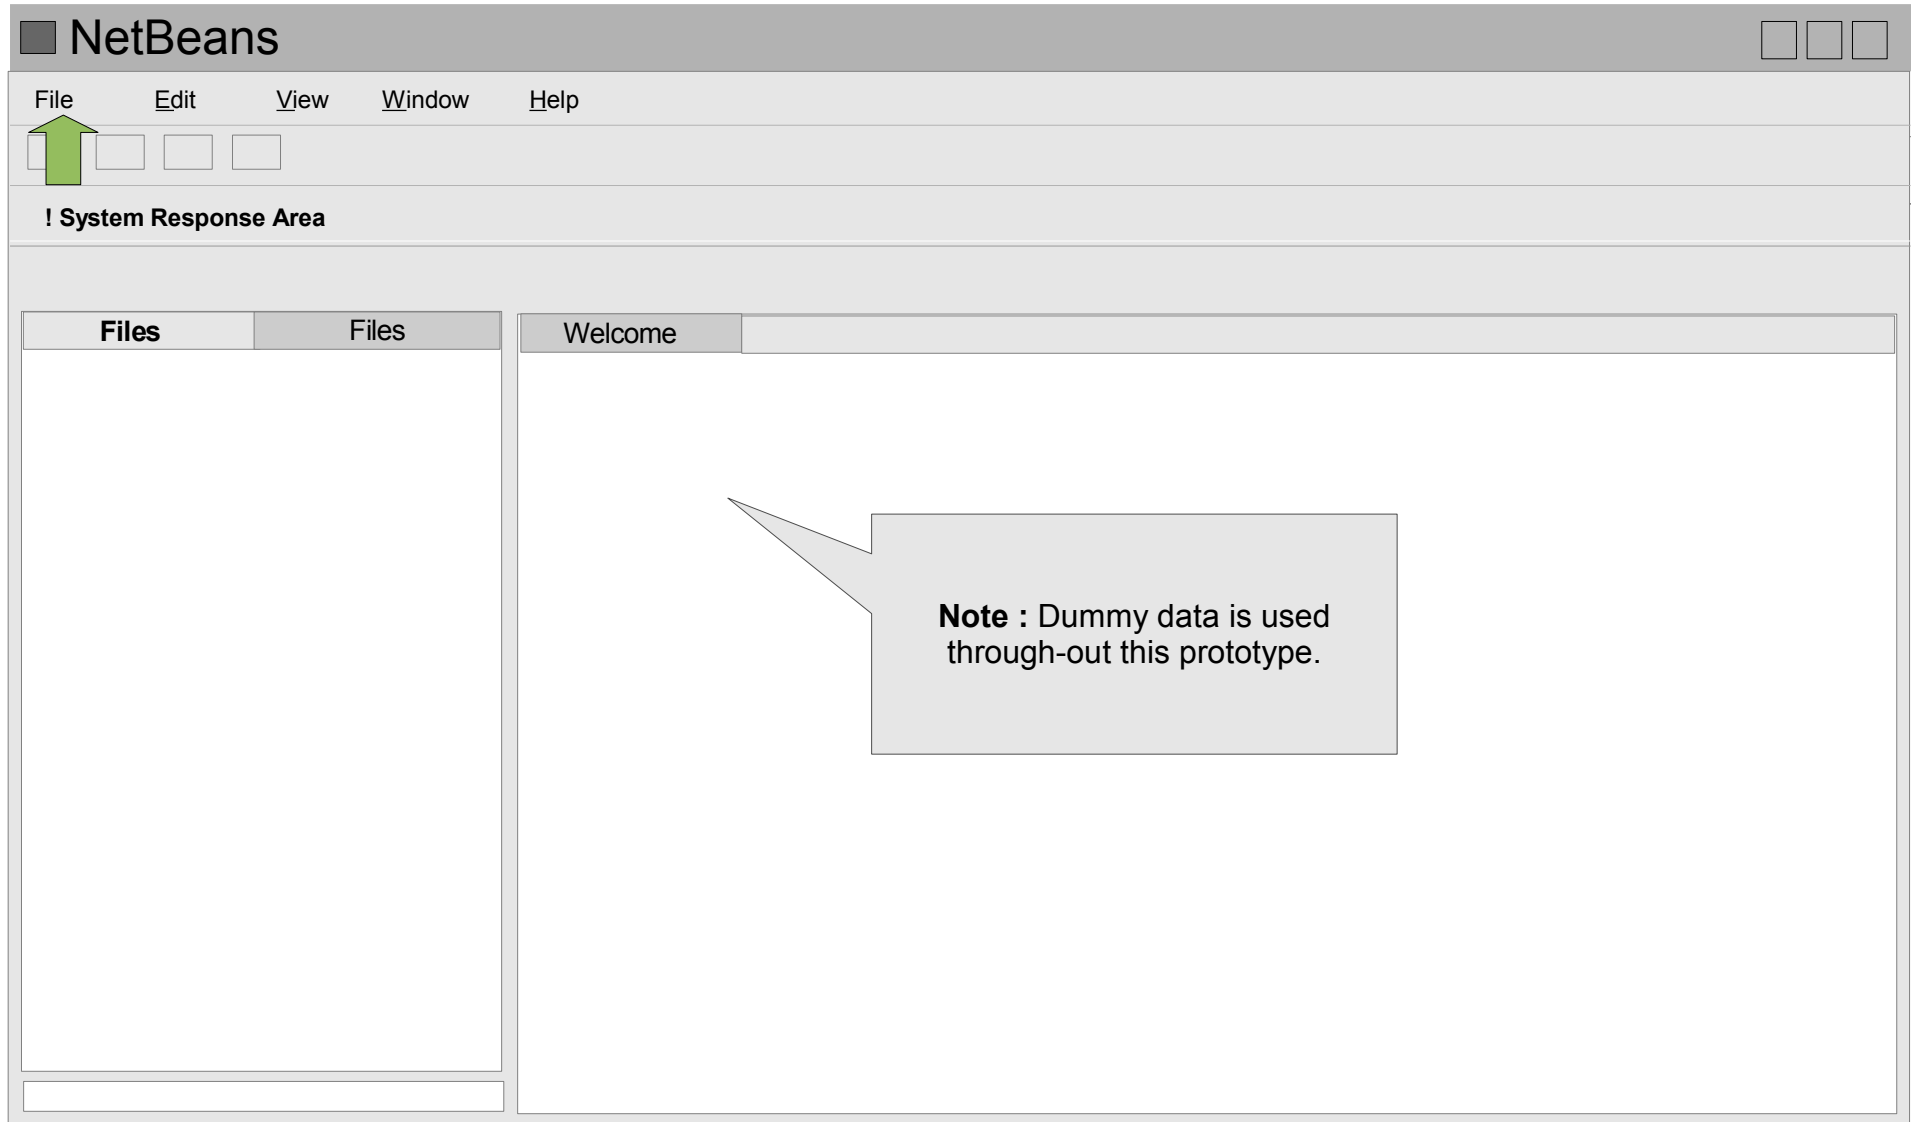 NetBeans
File Edit View Window Help
! System Response Area
Files Files
Welcome
Note : Dummy data is used
through-out this prototype.